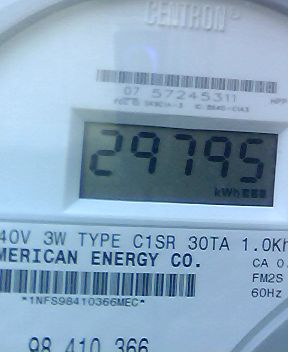 CENTRON®
07 57245311
HPP
29795
kWh
40V 3W TYPE C1SR 30TA 1.0Kh
MERICAN ENERGY CO.
CA 0.
FM2S
*1NFS98410366MEC*
60Hz
98 410 366